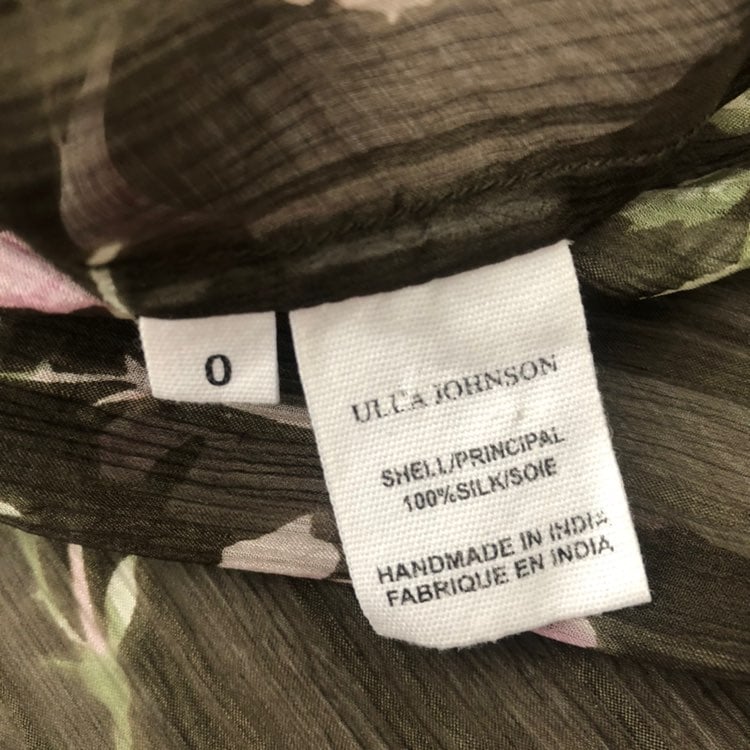 0
ULLA JOHNSON
SHELL/PRINCIPAL
100%SILK/SOIE
HANDMADE IN INDIA
FABRIQUE EN INDIA